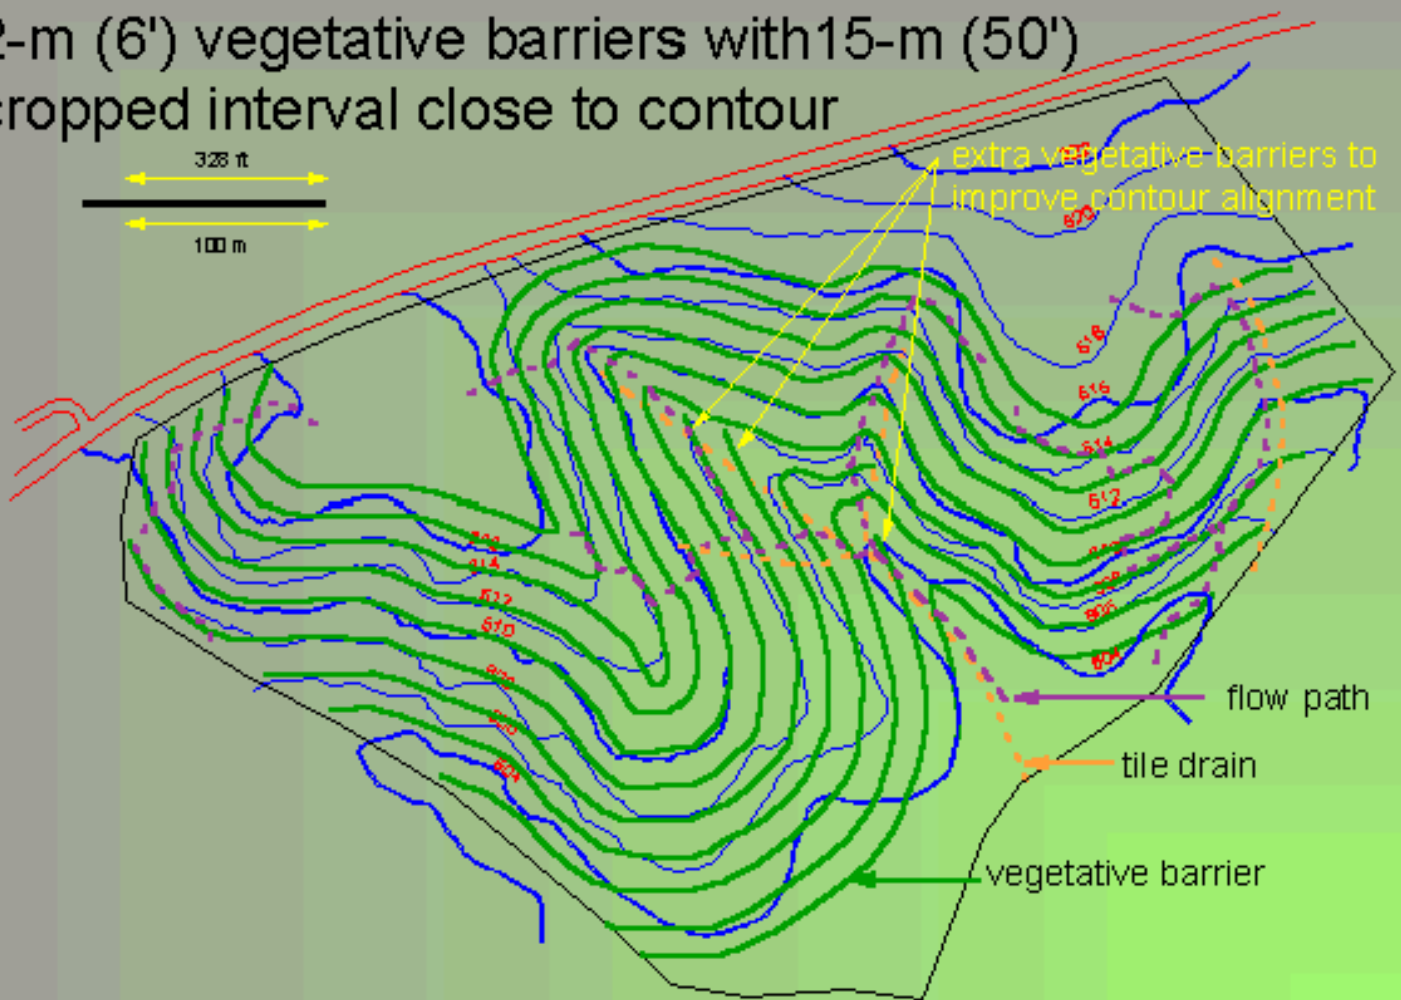 2-m (6') vegetative barriers with15-m (50')
cropped interval close to contour
328 ft
100 m
extra vegetative barriers to
improve contour alignment
620
618
616
614
612
614
612
610
606
604
604
flow path
tile drain
vegetative barrier